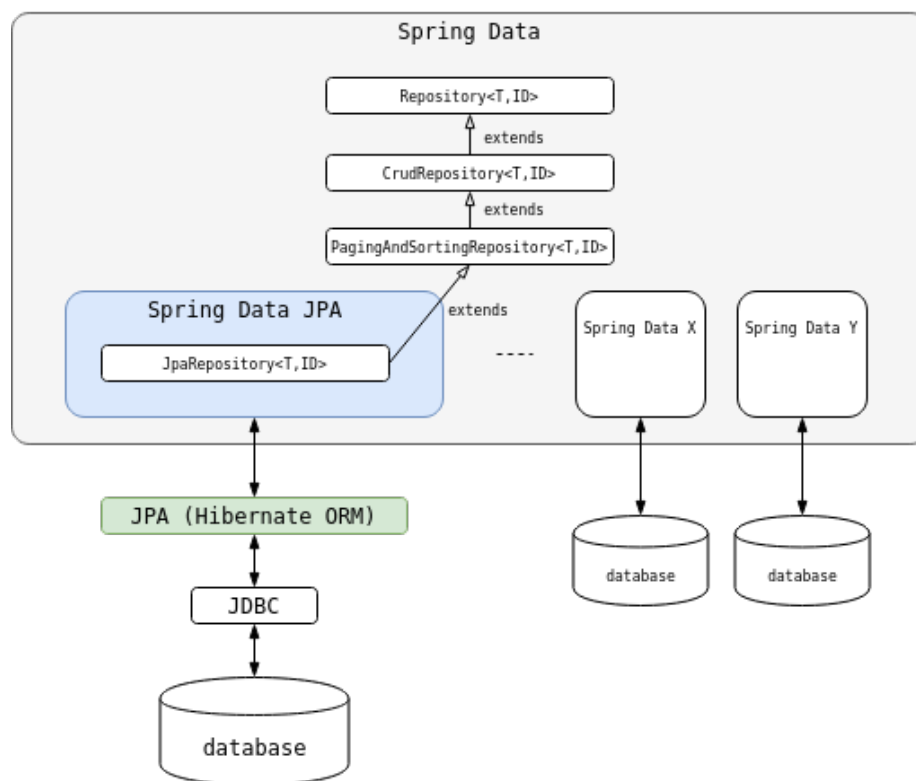 Spring Data
Repository<T,ID>
extends
CrudRepository<T,ID>
extends
PagingAndSortingRepository<T,ID>
extends
Spring Data JPA
JpaRepository<T,ID>
----
Spring Data X
Spring Data Y
JPA (Hibernate ORM)
JDBC
database
database
database